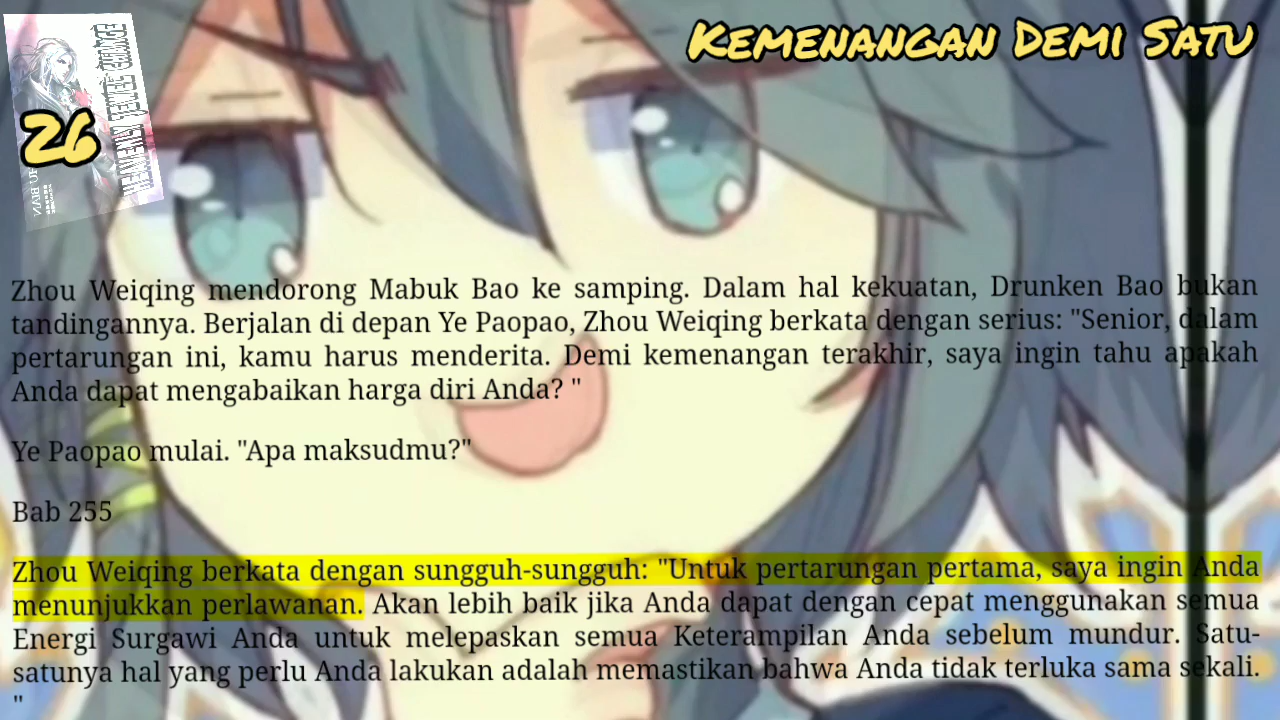 Kemenangan Demi Satu
26
HEAVENLY JEWEL CHANGE
Zhou Weiqing mendorong Mabuk Bao ke samping. Dalam hal kekuatan, Drunken Bao bukan
tandingannya. Berjalan di depan Ye Paopao, Zhou Weiqing berkata dengan serius: "Senior, dalam
pertarungan ini, kamu harus menderita. Demi kemenangan terakhir, saya ingin tahu apakah
Anda dapat mengabaikan harga diri Anda? "
Ye Paopao mulai. "Apa maksudmu?"
Bab 255
Zhou Weiqing berkata dengan sungguh-sungguh: "Untuk pertarungan pertama, saya ingin Anda
menunjukkan perlawanan. Akan lebih baik jika Anda dapat dengan cepat menggunakan semua
Energi Surgawi Anda untuk melepaskan semua Keterampilan Anda sebelum mundur. Satu-
satunya hal yang perlu Anda lakukan adalah memastikan bahwa Anda tidak terluka sama sekali.
"